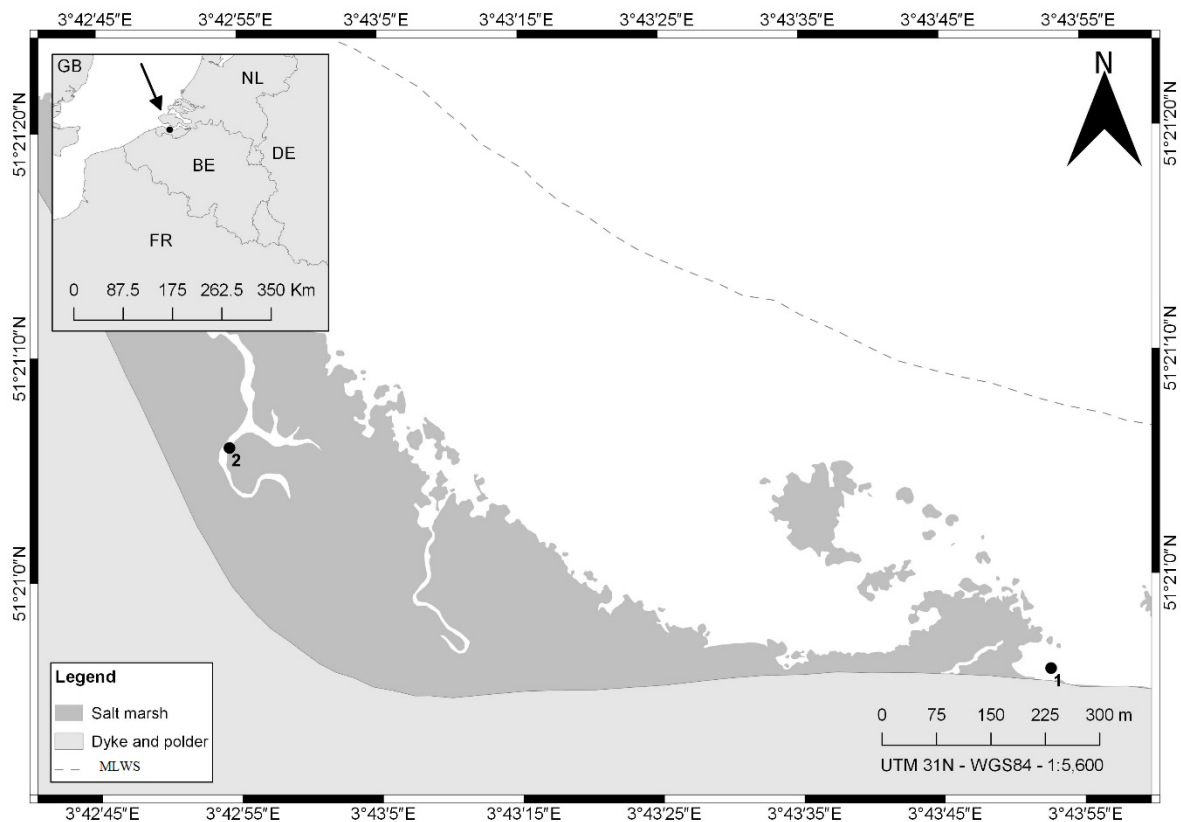 3°42'45"E 3°42'55"E 3°43'5"E 3°43'15"E 3°43'25"E 3°43'35"E 3°43'45"E 3°43'55"E
51°21'20"N
51°21'10"N
51°21'0"N
GB
NL
DE
BE
FR
0 87.5 175 262.5 350 Km
N
51°21'20"N
51°21'10"N
51°21'0"N
2
1
Legend
Salt marsh
Dyke and polder
MLWS
0 75 150 225 300 m
UTM 31N - WGS84 - 1:5,600
3°42'45"E 3°42'55"E 3°43'5"E 3°43'15"E 3°43'25"E 3°43'35"E 3°43'45"E 3°43'55"E